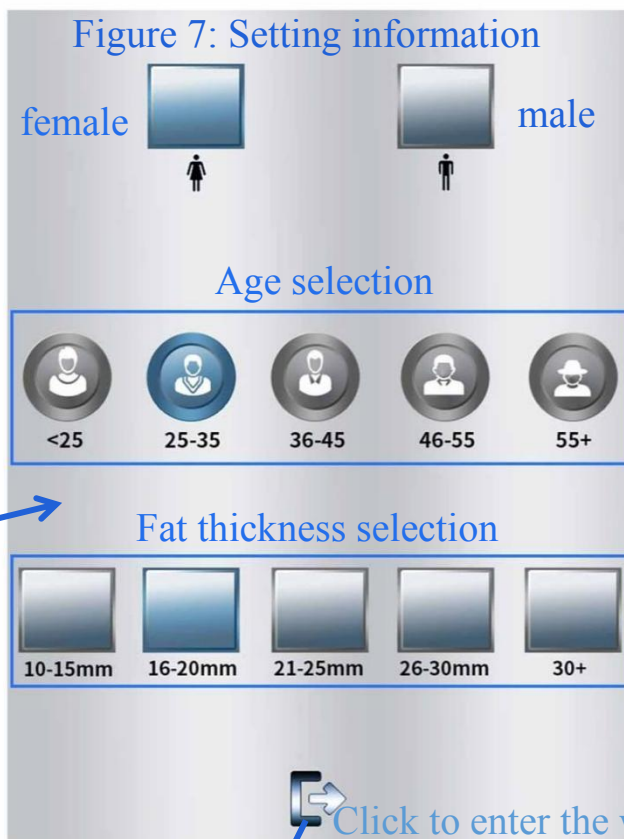 Figure 7: Setting information
female
male
Age selection
<25 25-35 36-45 46-55 55+
Fat thickness selection
10-15mm 16-20mm 21-25mm 26-30mm 30+
Click to enter the